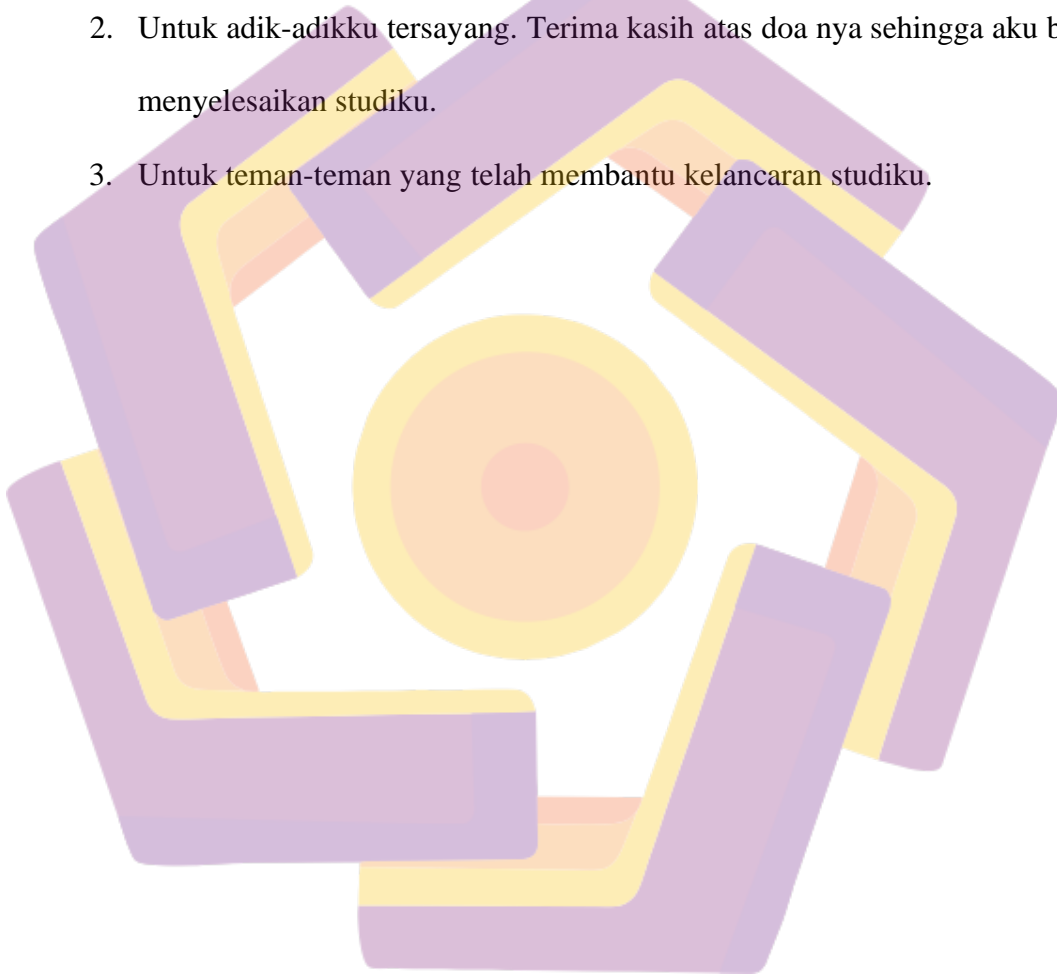 2. Untuk adik-adikku tersayang. Terima kasih atas doa nya sehingga aku
menyelesaikan studiku.
3. Untuk teman-teman yang telah membantu kelancaran studiku.